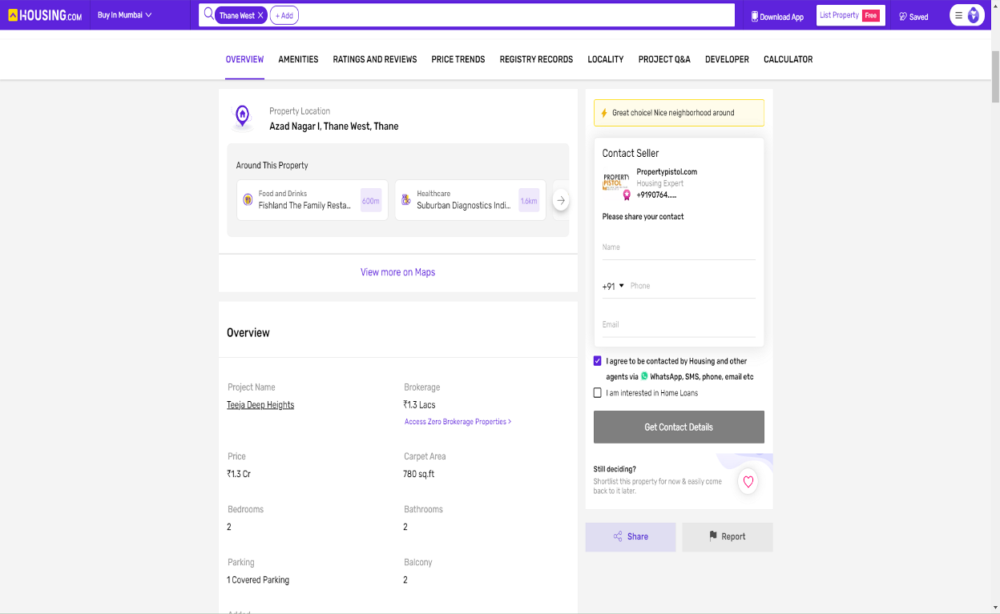 HOUSING.COM
Buy In Mumbai
Thane West X
+ Add
Download App
List Property Free
Saved
OVERVIEW
AMENITIES
RATINGS AND REVIEWS
PRICE TRENDS
REGISTRY RECORDS
LOCALITY
PROJECT Q&A
DEVELOPER
CALCULATOR
Property Location
Azad Nagar I, Thane West, Thane
Around This Property
Food and Drinks
Fishland The Family Resta...
600m
Healthcare
Suburban Diagnostics Indi...
1.6km
View more on Maps
Overview
Project Name
Teeja Deep Heights
Brokerage
₹1.3 Lacs
Access Zero Brokerage Properties >
Price
₹1.3 Cr
Carpet Area
780 sq.ft
Bedrooms
2
Bathrooms
2
Parking
1 Covered Parking
Balcony
2
Great choice! Nice neighborhood around
Contact Seller
PROPERTY
PISTOL
Propertypistol.com
Housing Expert
+9190764.....
Please share your contact
Name
+91 Phone
Email
I agree to be contacted by Housing and other
agents via WhatsApp, SMS, phone, email etc
I am interested in Home Loans
Get Contact Details
Still deciding?
Shortlist this property for now & easily come
back to it later.
Share
Report